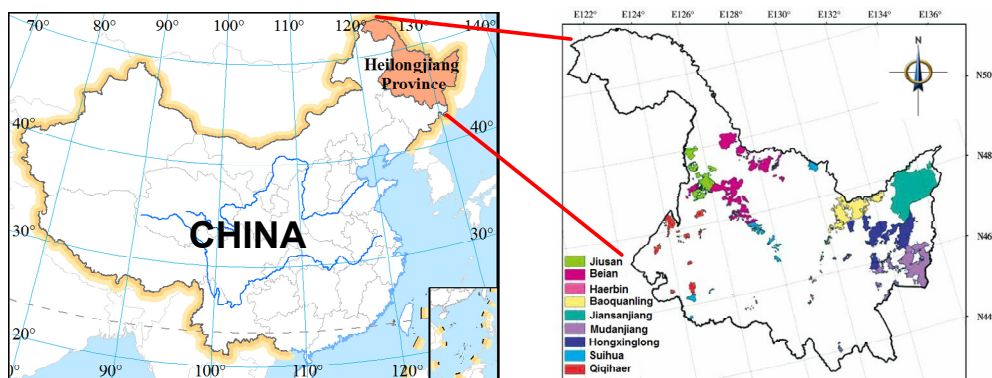 70° 80° 90° 100° 110° 120° 130° 140°
Heilongjiang
Province
40° 40°
30° CHINA 30°
20°
0° 90° 100° 110° 120°
E122° E124° E126° E128° E130° E132° E134° E136°
N
N50
N48
N46
N44
Jiusan
Beian
Haerbin
Baoquanling
Jiansanjiang
Mudanjiang
Hongxinglong
Suihua
Qiqihaer